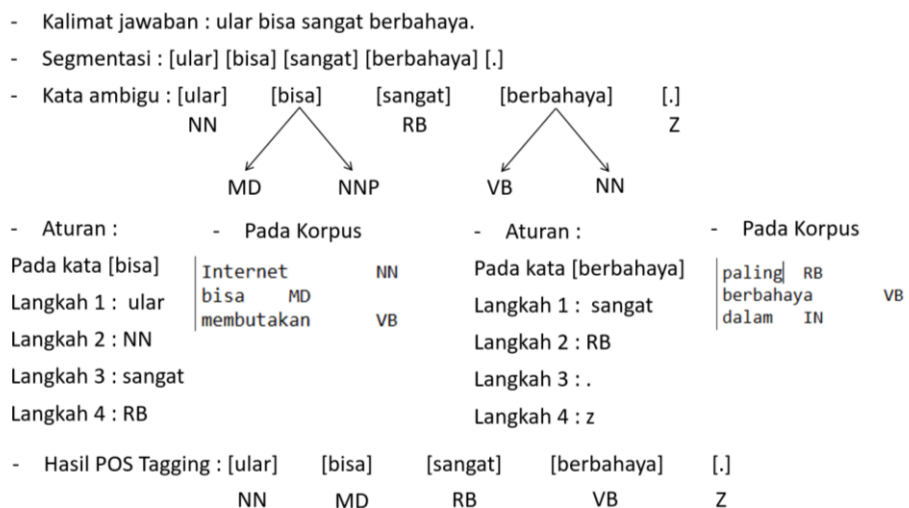 - Kalimat jawaban : ular bisa sangat berbahaya.
- Segmentasi : [ular] [bisa] [sangat] [berbahaya] [.]
- Kata ambigu : [ular] [bisa] [sangat] [berbahaya] [.]
NN RB Z
MD NNP VB NN
- Aturan :
Pada kata [bisa]
Langkah 1 : ular
Langkah 2 : NN
Langkah 3 : sangat
Langkah 4 : RB
- Pada Korpus
Internet NN
bisa MD
membutakan VB
- Aturan :
Pada kata [berbahaya]
Langkah 1 : sangat
Langkah 2 : RB
Langkah 3 : .
Langkah 4 : z
- Pada Korpus
paling RB
berbahaya VB
dalam IN
- Hasil POS Tagging : [ular] [bisa] [sangat] [berbahaya] [.]
NN MD RB VB Z